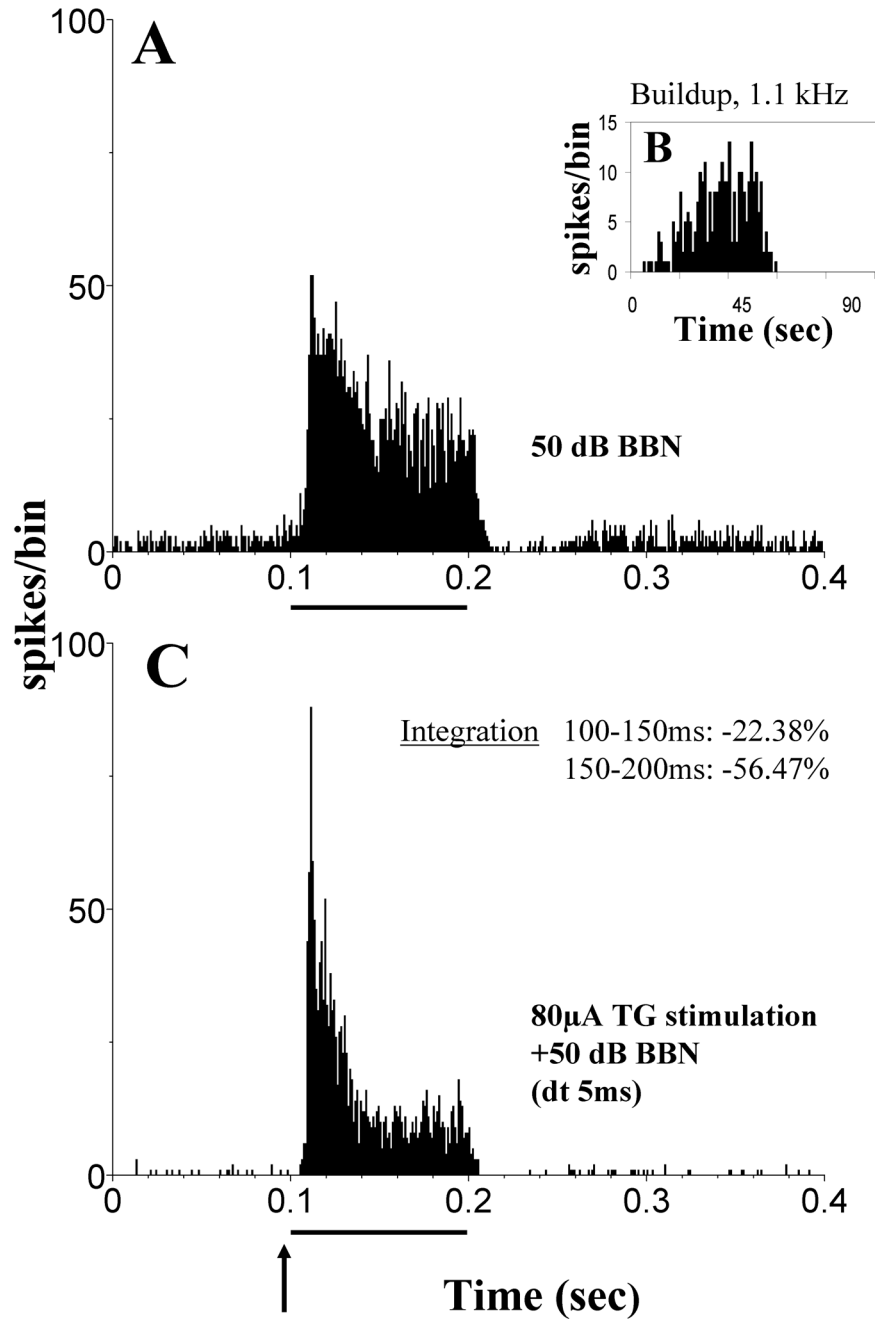 100
A
Buildup, 1.1 kHz
15
B
10
spikes/bin
5
0
0 45 90
Time (sec)
50
50 dB BBN
0
0 0.1 0.2 0.3 0.4
spikes/bin
100
C
Integration 100-150ms: -22.38%
150-200ms: -56.47%
50
80µA TG stimulation
+50 dB BBN
(dt 5ms)
0
0 0.1 0.2 0.3 0.4
Time (sec)